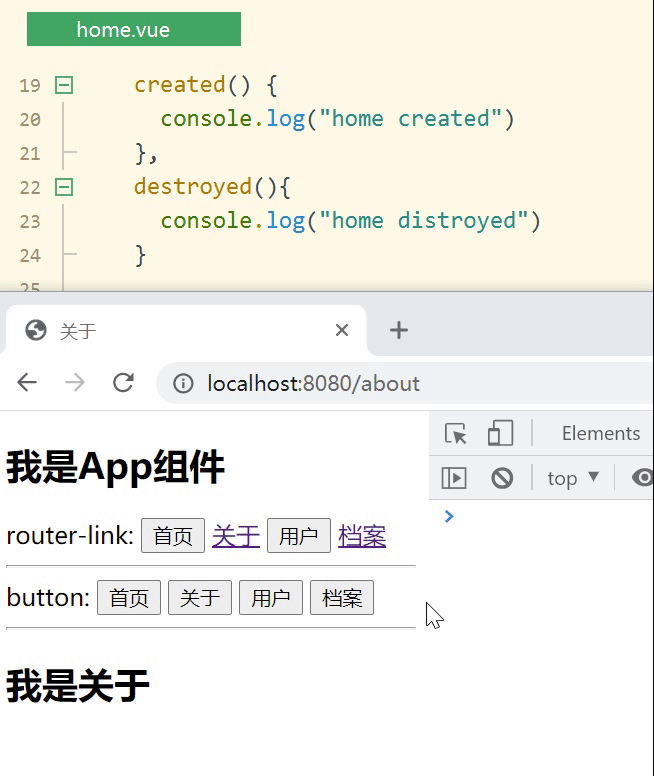 home.vue
19 created() {
20 console.log("home created")
21 },
22 destroyed(){
23 console.log("home distroyed")
24 }
25
关于
localhost:8080/about
Elements
top
我是App组件
router-link: 首页 关于 用户 档案
button: 首页 关于 用户 档案
我是关于